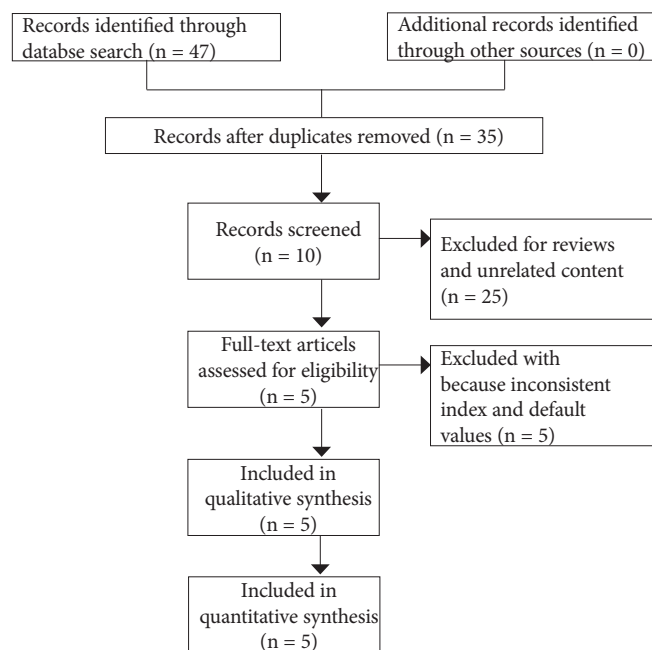 Records identified through
databse search (n = 47)
Additional records identified
through other sources (n = 0)
Records after duplicates removed (n = 35)
Records screened
(n = 10)
Excluded for reviews
and unrelated content
(n = 25)
Full-text articels
assessed for eligibility
(n = 5)
Excluded with
because inconsistent
index and default
values (n = 5)
Included in
qualitative synthesis
(n = 5)
Included in
quantitative synthesis
(n = 5)